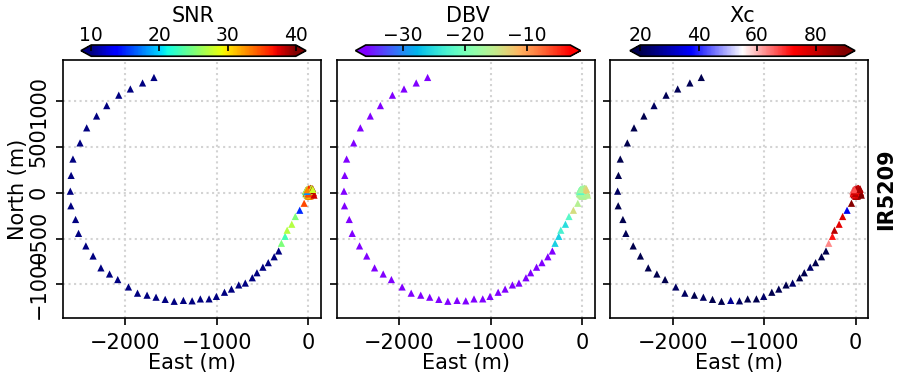 SNR DBV Xc
10 20 30 40 −30 −20 −10 20 40 60 80
North (m)
1000
500
0
−500
−1000
IR5209
−2000 −1000 0 −2000 −1000 0 −2000 −1000 0
East (m) East (m) East (m)